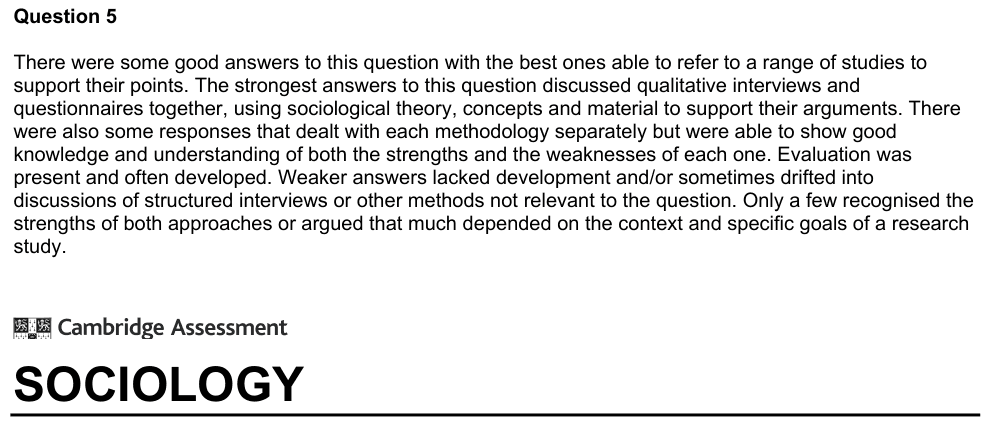 Question 5
There were some good answers to this question with the best ones able to refer to a range of studies to
support their points. The strongest answers to this question discussed qualitative interviews and
questionnaires together, using sociological theory, concepts and material to support their arguments. There
were also some responses that dealt with each methodology separately but were able to show good
knowledge and understanding of both the strengths and the weaknesses of each one. Evaluation was
present and often developed. Weaker answers lacked development and/or sometimes drifted into
discussions of structured interviews or other methods not relevant to the question. Only a few recognised the
strengths of both approaches or argued that much depended on the context and specific goals of a research
study.
Cambridge Assessment
SOCIOLOGY